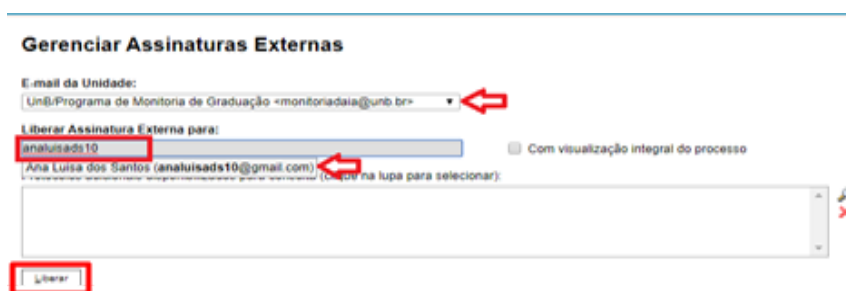 Gerenciar Assinaturas Externas
E-mail da Unidade:
UnB/Programa de Monitoria de Graduação <monitoriadaia@unb.br>
Liberar Assinatura Externa para:
analuisads10
Com visualização integral do processo
Ana Luisa dos Santos (analuisads10@gmail.com)
para consulta (clique na lupa para selecionar):
Liberar